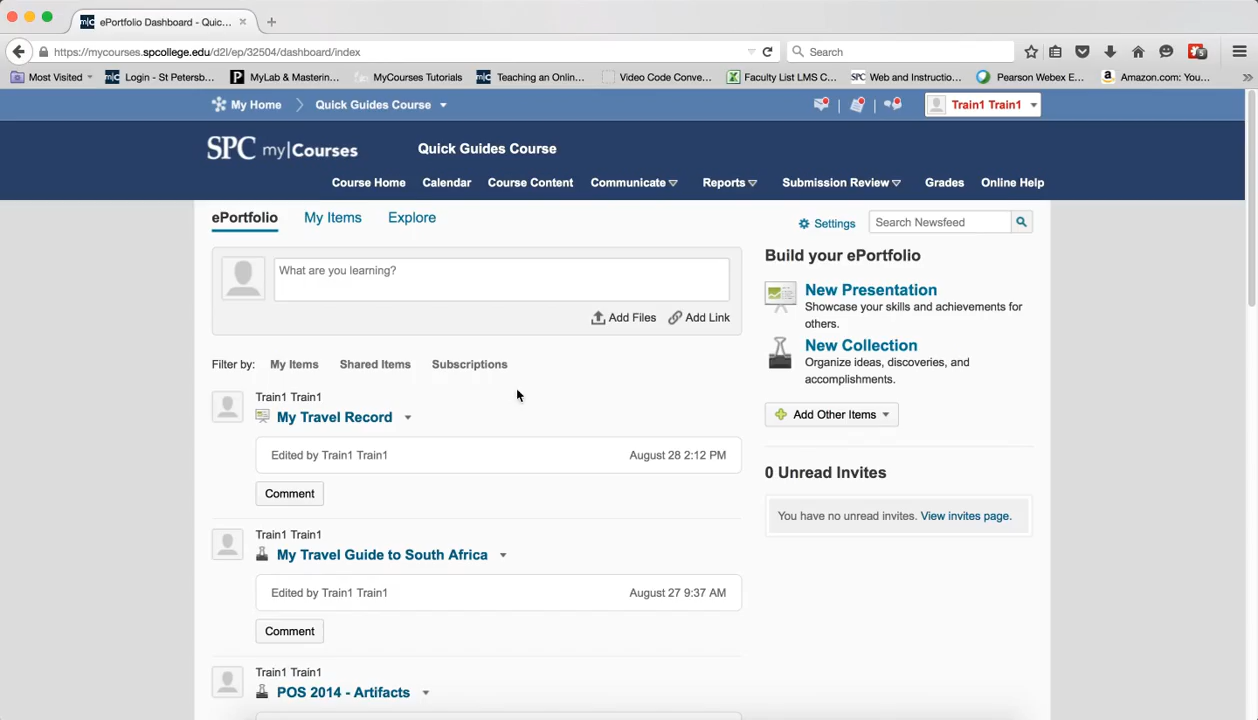 ePortfolio Dashboard - Quic...
https://mycourses.spcollege.edu/d2l/ep/32504/dashboard/index
Search
Most Visited
Login - St Petersb...
MyLab & Mastering...
MyCourses Tutorials
Teaching an Onlin...
Video Code Conve...
Faculty List LMS C...
Web and Instructio...
Pearson Webex E...
Amazon.com: You...
My Home
Quick Guides Course
Train1 Train1
SPC my|Courses
Quick Guides Course
Course Home
Calendar
Course Content
Communicate
Reports
Submission Review
Grades
Online Help
ePortfolio
My Items
Explore
Settings
Search Newsfeed
What are you learning?
Add Files
Add Link
Filter by:
My Items
Shared Items
Subscriptions
Train1 Train1
My Travel Record
Edited by Train1 Train1
August 28 2:12 PM
Comment
Train1 Train1
My Travel Guide to South Africa
Edited by Train1 Train1
August 27 9:37 AM
Comment
Train1 Train1
POS 2014 - Artifacts
Build your ePortfolio
New Presentation
Showcase your skills and achievements for
others.
New Collection
Organize ideas, discoveries, and
accomplishments.
Add Other Items
0 Unread Invites
You have no unread invites. View invites page.